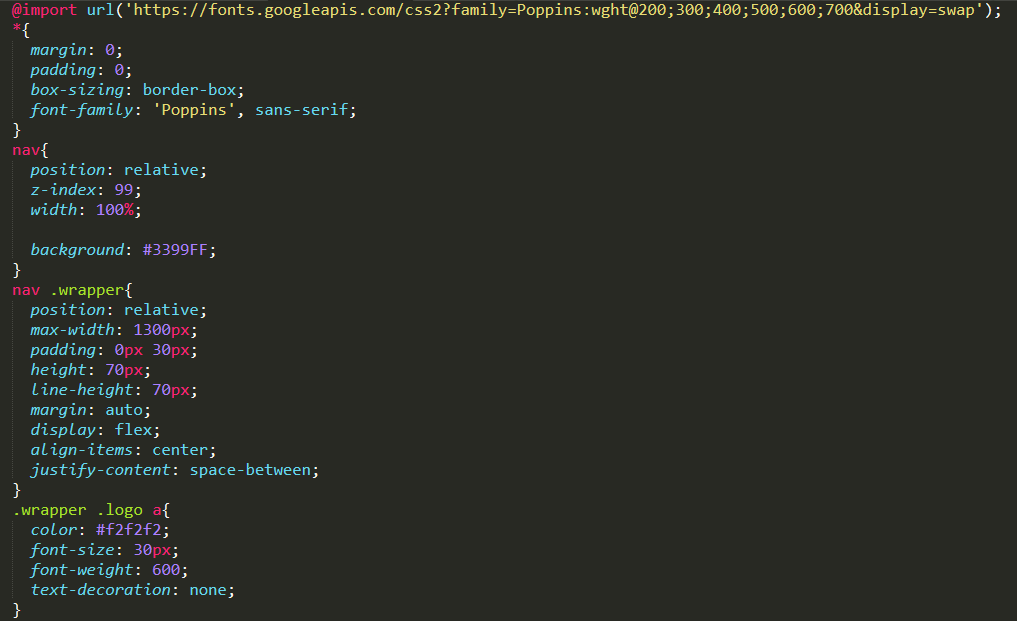 @import url('https://fonts.googleapis.com/css2?family=Poppins:wght@200;300;400;500;600;700&display=swap');
*{
  margin: 0;
  padding: 0;
  box-sizing: border-box;
  font-family: 'Poppins', sans-serif;
}
nav{
  position: relative;
  z-index: 99;
  width: 100%;

  background: #3399FF;
}
nav .wrapper{
  position: relative;
  max-width: 1300px;
  padding: 0px 30px;
  height: 70px;
  line-height: 70px;
  margin: auto;
  display: flex;
  align-items: center;
  justify-content: space-between;
}
.wrapper .logo a{
  color: #f2f2f2;
  font-size: 30px;
  font-weight: 600;
  text-decoration: none;
}